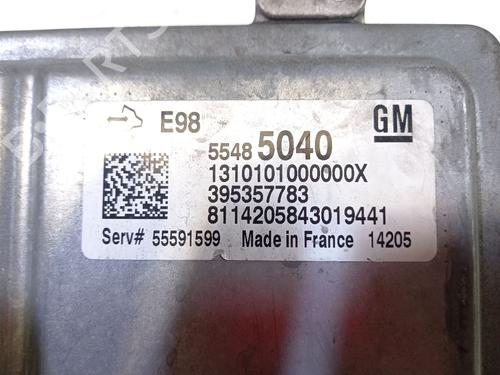 E98
GM
5548 5040
1310101000000X
395357783
8114205843019441
Serv# 55591599 Made in France 14205